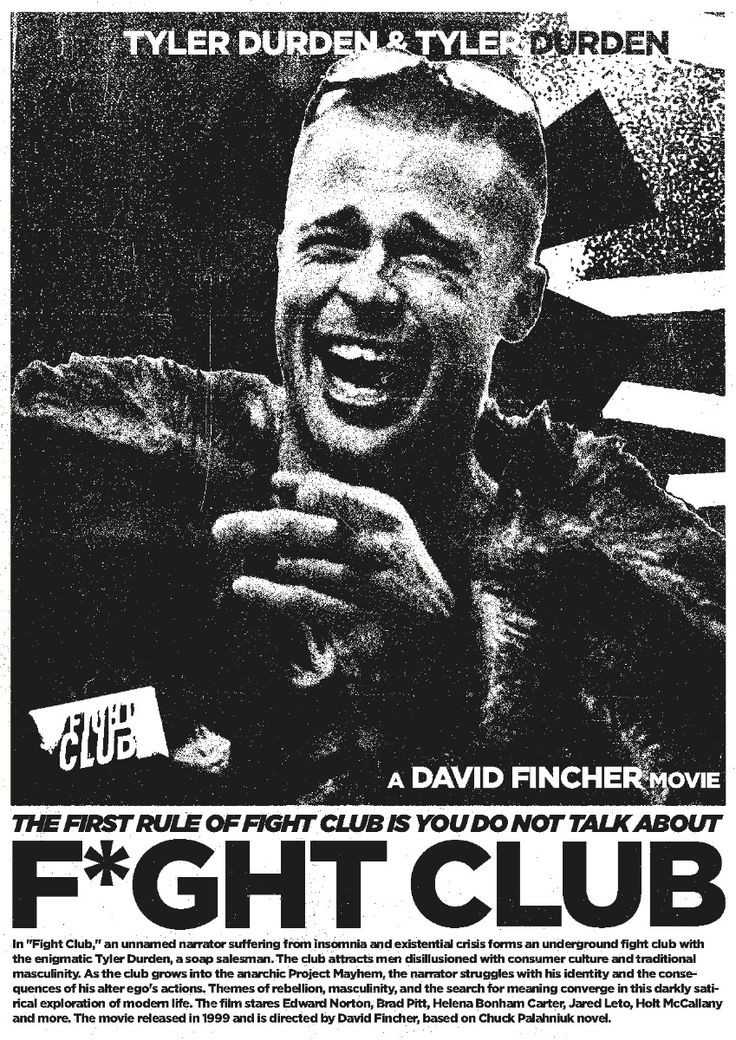 TYLER DURDEN & TYLER DURDEN
FIGHT
CLUB
A DAVID FINCHER MOVIE
THE FIRST RULE OF FIGHT CLUB IS YOU DO NOT TALK ABOUT
F*GHT CLUB
In "Fight Club," an unnamed narrator suffering from insomnia and existential crisis forms an underground fight club with
the enigmatic Tyler Durden, a soap salesman. The club attracts men disillusioned with consumer culture and traditional
masculinity. As the club grows into the anarchic Project Mayhem, the narrator struggles with his identity and the conse-
quences of his alter ego's actions. Themes of rebellion, masculinity, and the search for meaning converge in this darkly sati-
rical exploration of modern life. The film stares Edward Norton, Brad Pitt, Helena Bonham Carter, Jared Leto, Holt McCallany
and more. The movie released in 1999 and is directed by David Fincher, based on Chuck Palahniuk novel.